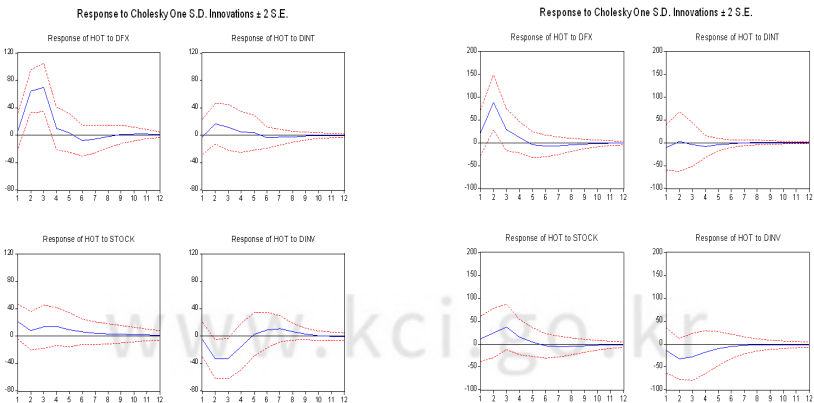 Response to Cholesky One S.D. Innovations ± 2 S.E.
Response of HOT to DFX
120
80
40
0
-40
-80
1 2 3 4 5 6 7 8 9 10 11 12
Response of HOT to DINT
120
80
40
0
-40
-80
1 2 3 4 5 6 7 8 9 10 11 12
Response of HOT to STOCK
120
80
40
0
-40
-80
1 2 3 4 5 6 7 8 9 10 11 12
Response of HOT to DINV
120
80
40
0
-40
-80
1 2 3 4 5 6 7 8 9 10 11 12
Response to Cholesky One S.D. Innovations ± 2 S.E.
Response of HOT to DFX
200
150
100
50
0
-50
-100
1 2 3 4 5 6 7 8 9 10 11 12
Response of HOT to DINT
200
150
100
50
0
-50
-100
1 2 3 4 5 6 7 8 9 10 11 12
Response of HOT to STOCK
200
150
100
50
0
-50
-100
1 2 3 4 5 6 7 8 9 10 11 12
Response of HOT to DINV
200
150
100
50
0
-50
-100
1 2 3 4 5 6 7 8 9 10 11 12
www.kci.go.kr